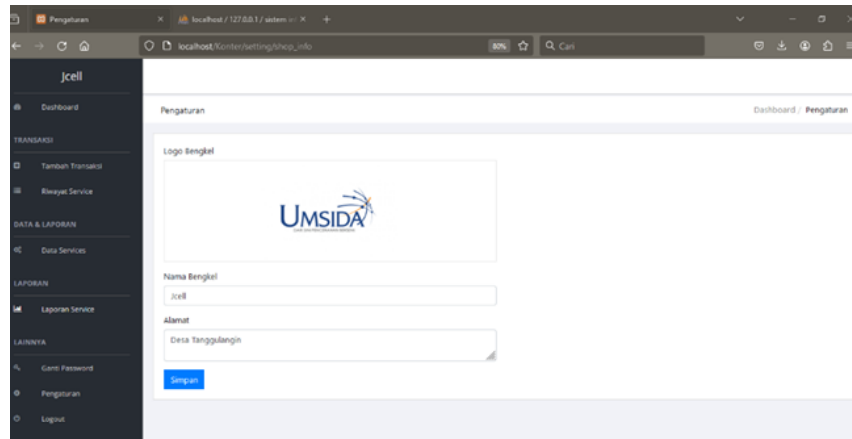 Pengaturan
localhost / 127.0.0.1 / sistem inf
localhost/Konter/setting/shop_info
80%
Cari
Jcell
Dashboard
TRANSAKSI
Tambah Transaksi
Riwayat Service
DATA & LAPORAN
Data Services
LAPORAN
Laporan Service
LAINNYA
Ganti Password
Pengaturan
Logout
Pengaturan
Dashboard / Pengaturan
Logo Bengkel
UMSIDA
Nama Bengkel
Jcell
Alamat
Desa Tanggulangin
Simpan